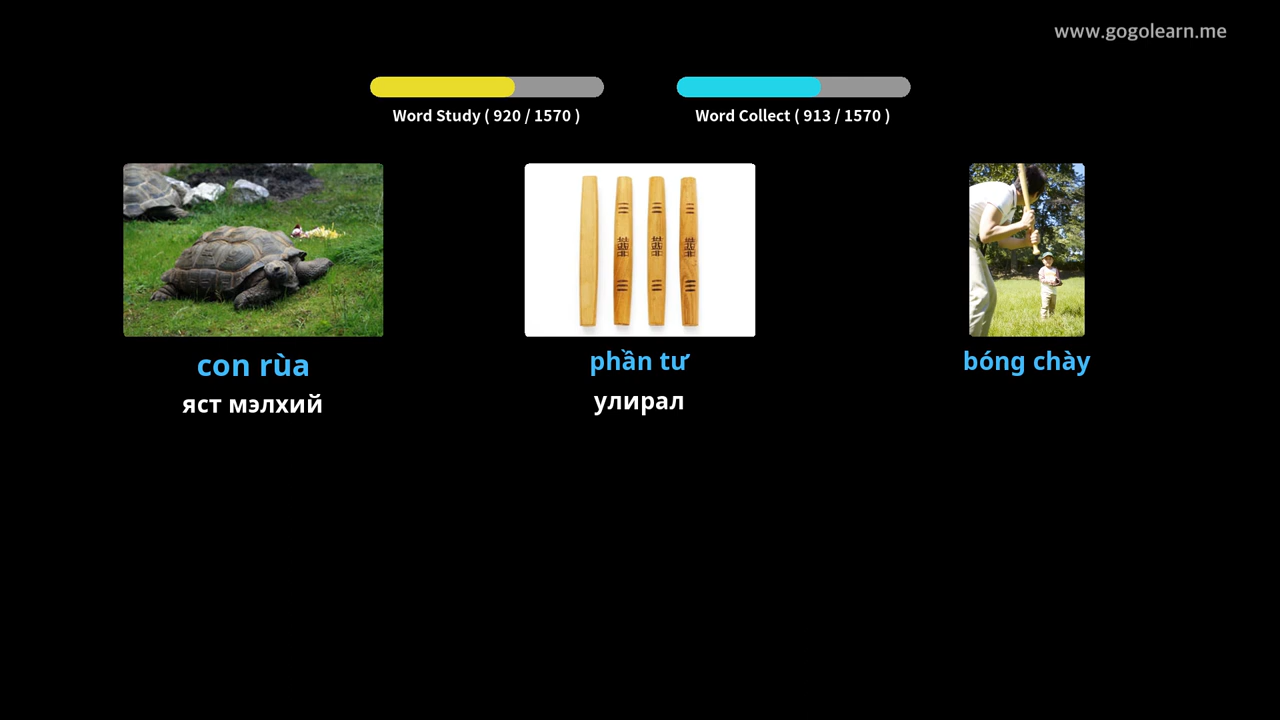 www.gogolearn.me
Word Study ( 920 / 1570 )
Word Collect ( 913 / 1570 )
con rùa
phần tư
bóng chày
яст мэлхий
улирал